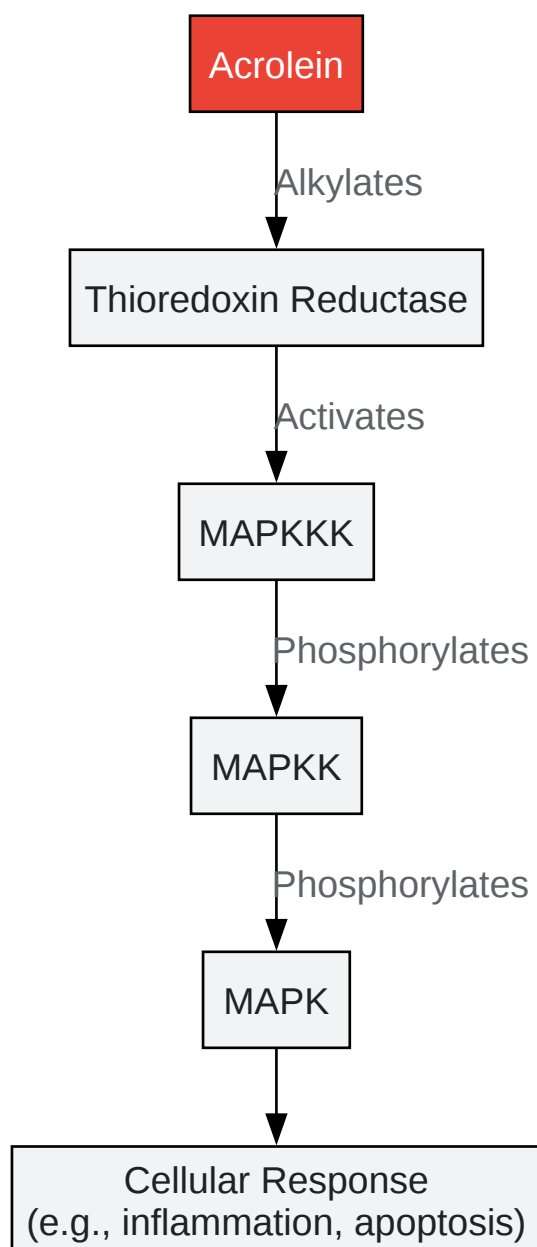 Acrolein
Alkylates
Thioredoxin Reductase
Activates
MAPKKK
Phosphorylates
MAPKK
Phosphorylates
MAPK
Cellular Response
(e.g., inflammation, apoptosis)